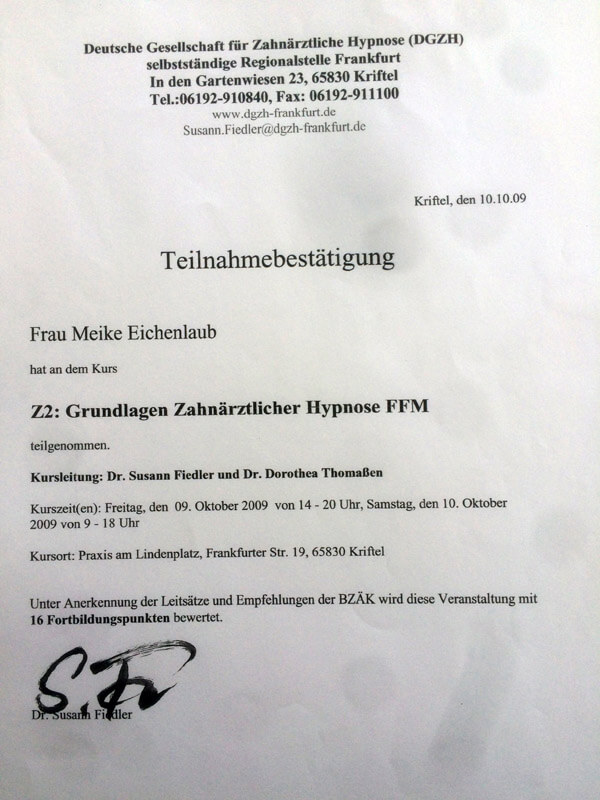 Deutsche Gesellschaft für Zahnärztliche Hypnose (DGZH)
selbstständige Regionalstelle Frankfurt
In den Gartenwiesen 23, 65830 Kriftel
Tel.:06192-910840, Fax: 06192-911100
www.dgzh-frankfurt.de
Susann.Fiedler@dgzh-frankfurt.de
Kriftel, den 10.10.09
Teilnahmebestätigung
Frau Meike Eichenlaub
hat an dem Kurs
Z2: Grundlagen Zahnärztlicher Hypnose FFM
teilgenommen.
Kursleitung: Dr. Susann Fiedler und Dr. Dorothea Thomaßen
Kurszeit(en): Freitag, den 09. Oktober 2009 von 14 - 20 Uhr, Samstag, den 10. Oktober
2009 von 9 - 18 Uhr
Kursort: Praxis am Lindenplatz, Frankfurter Str. 19, 65830 Kriftel
Unter Anerkennung der Leitsätze und Empfehlungen der BZÄK wird diese Veranstaltung mit
16 Fortbildungspunkten bewertet.
Dr. Susann Fiedler